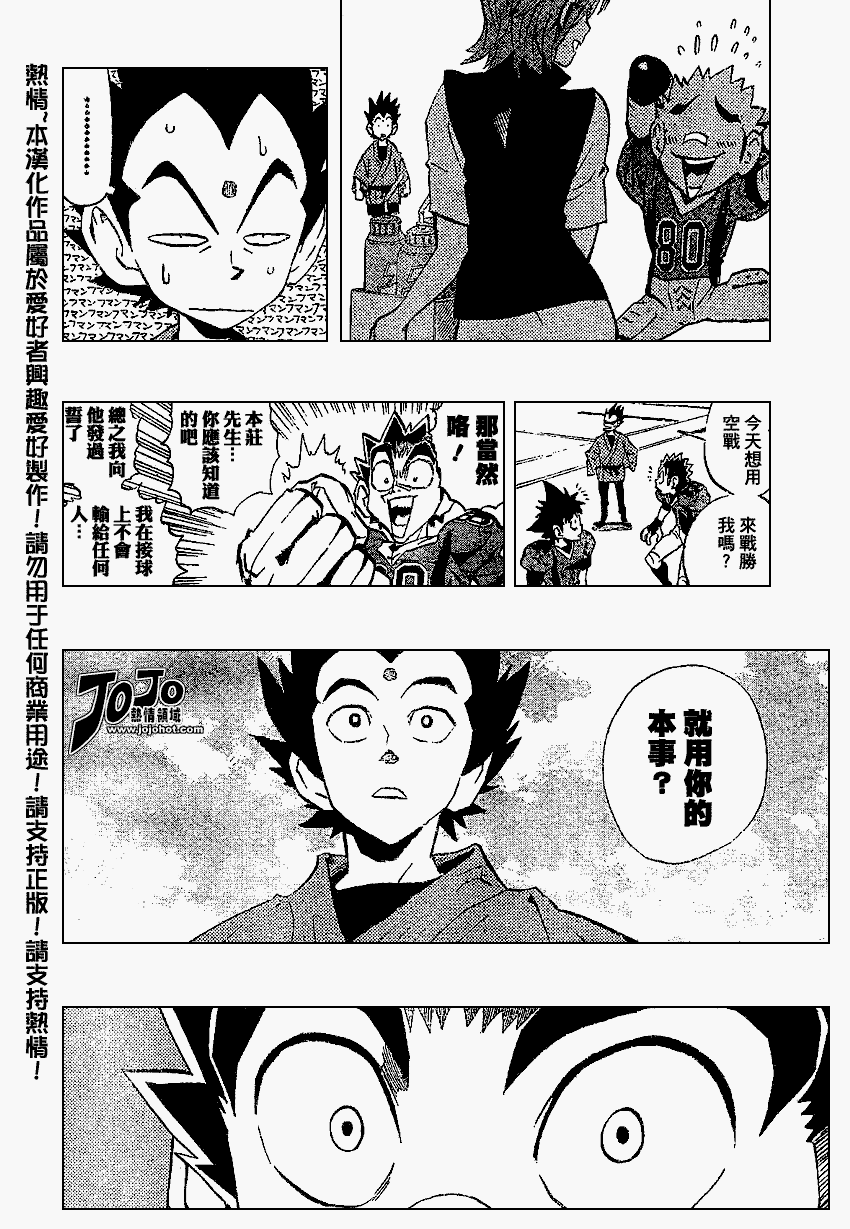 80
…………
今天想用
空戰
來戰勝
我嗎？
那當然
咯！
本莊
先生…
你應該知道
的吧
總之我向
他發過
誓了
我在接球
上不會
輸給任何
人…
就用你的
本事？
JOJO
熱情領域
www.jojohot.com
熱情，本漢化作品屬於愛好者興趣愛好製作！請勿用于任何商業用途！請支持正版！請支持熱情！